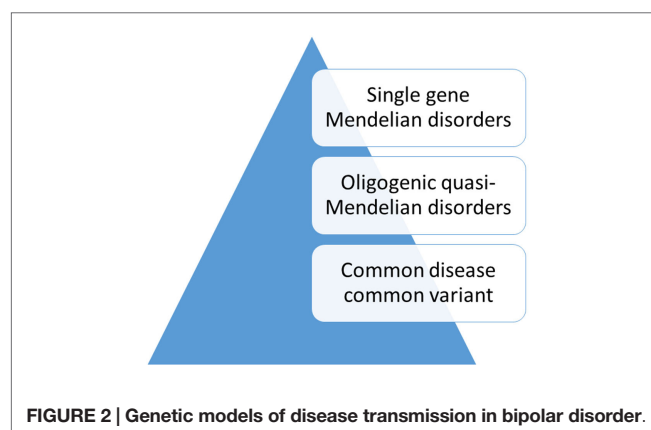 Single gene
Mendelian disorders
Oligogenic quasi-
Mendelian disorders
Common disease
common variant
FIGURE 2 | Genetic models of disease transmission in bipolar disorder.